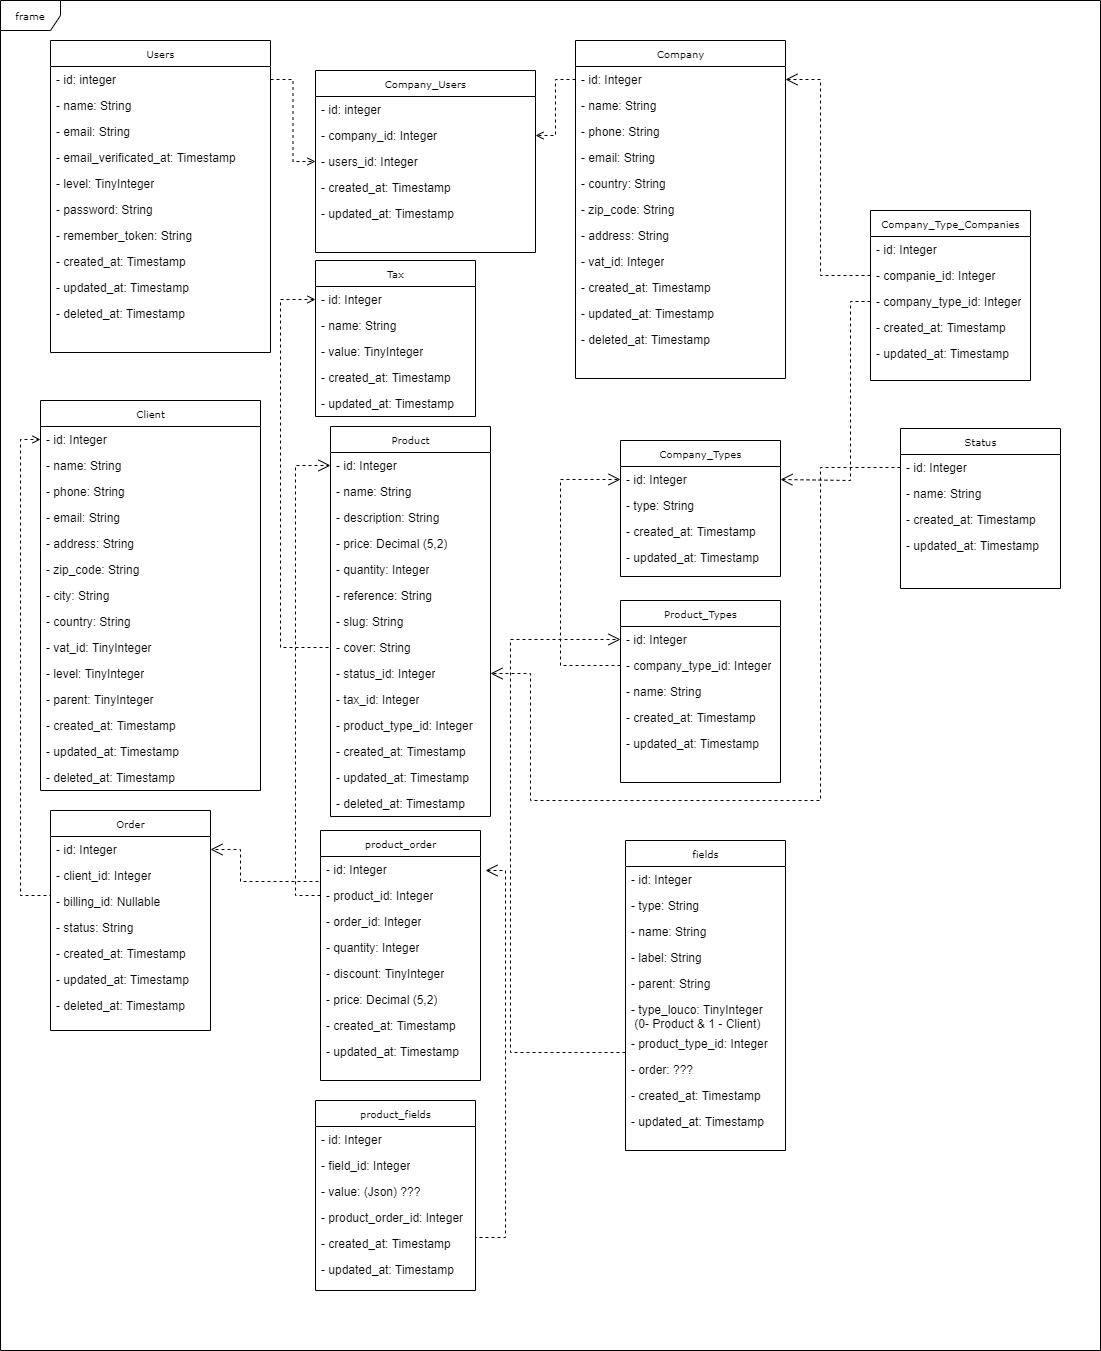 frame
Users
- id: integer
- name: String
- email: String
- email_verificated_at: Timestamp
- level: TinyInteger
- password: String
- remember_token: String
- created_at: Timestamp
- updated_at: Timestamp
- deleted_at: Timestamp
Company_Users
- id: integer
- company_id: Integer
- users_id: Integer
- created_at: Timestamp
- updated_at: Timestamp
Company
- id: Integer
- name: String
- phone: String
- email: String
- country: String
- zip_code: String
- address: String
- vat_id: Integer
- created_at: Timestamp
- updated_at: Timestamp
- deleted_at: Timestamp
Company_Type_Companies
- id: Integer
- companie_id: Integer
- company_type_id: Integer
- created_at: Timestamp
- updated_at: Timestamp
Tax
- id: Integer
- name: String
- value: TinyInteger
- created_at: Timestamp
- updated_at: Timestamp
Client
- id: Integer
- name: String
- phone: String
- email: String
- address: String
- zip_code: String
- city: String
- country: String
- vat_id: TinyInteger
- level: TinyInteger
- parent: TinyInteger
- created_at: Timestamp
- updated_at: Timestamp
- deleted_at: Timestamp
Product
- id: Integer
- name: String
- description: String
- price: Decimal (5,2)
- quantity: Integer
- reference: String
- slug: String
- cover: String
- status_id: Integer
- tax_id: Integer
- product_type_id: Integer
- created_at: Timestamp
- updated_at: Timestamp
- deleted_at: Timestamp
Company_Types
- id: Integer
- type: String
- created_at: Timestamp
- updated_at: Timestamp
Status
- id: Integer
- name: String
- created_at: Timestamp
- updated_at: Timestamp
Product_Types
- id: Integer
- company_type_id: Integer
- name: String
- created_at: Timestamp
- updated_at: Timestamp
Order
- id: Integer
- client_id: Integer
- billing_id: Nullable
- status: String
- created_at: Timestamp
- updated_at: Timestamp
- deleted_at: Timestamp
product_order
- id: Integer
- product_id: Integer
- order_id: Integer
- quantity: Integer
- discount: TinyInteger
- price: Decimal (5,2)
- created_at: Timestamp
- updated_at: Timestamp
fields
- id: Integer
- type: String
- name: String
- label: String
- parent: String
- type_louco: TinyInteger
(0- Product & 1 - Client)
- product_type_id: Integer
- order: ???
- created_at: Timestamp
- updated_at: Timestamp
product_fields
- id: Integer
- field_id: Integer
- value: (Json) ???
- product_order_id: Integer
- created_at: Timestamp
- updated_at: Timestamp